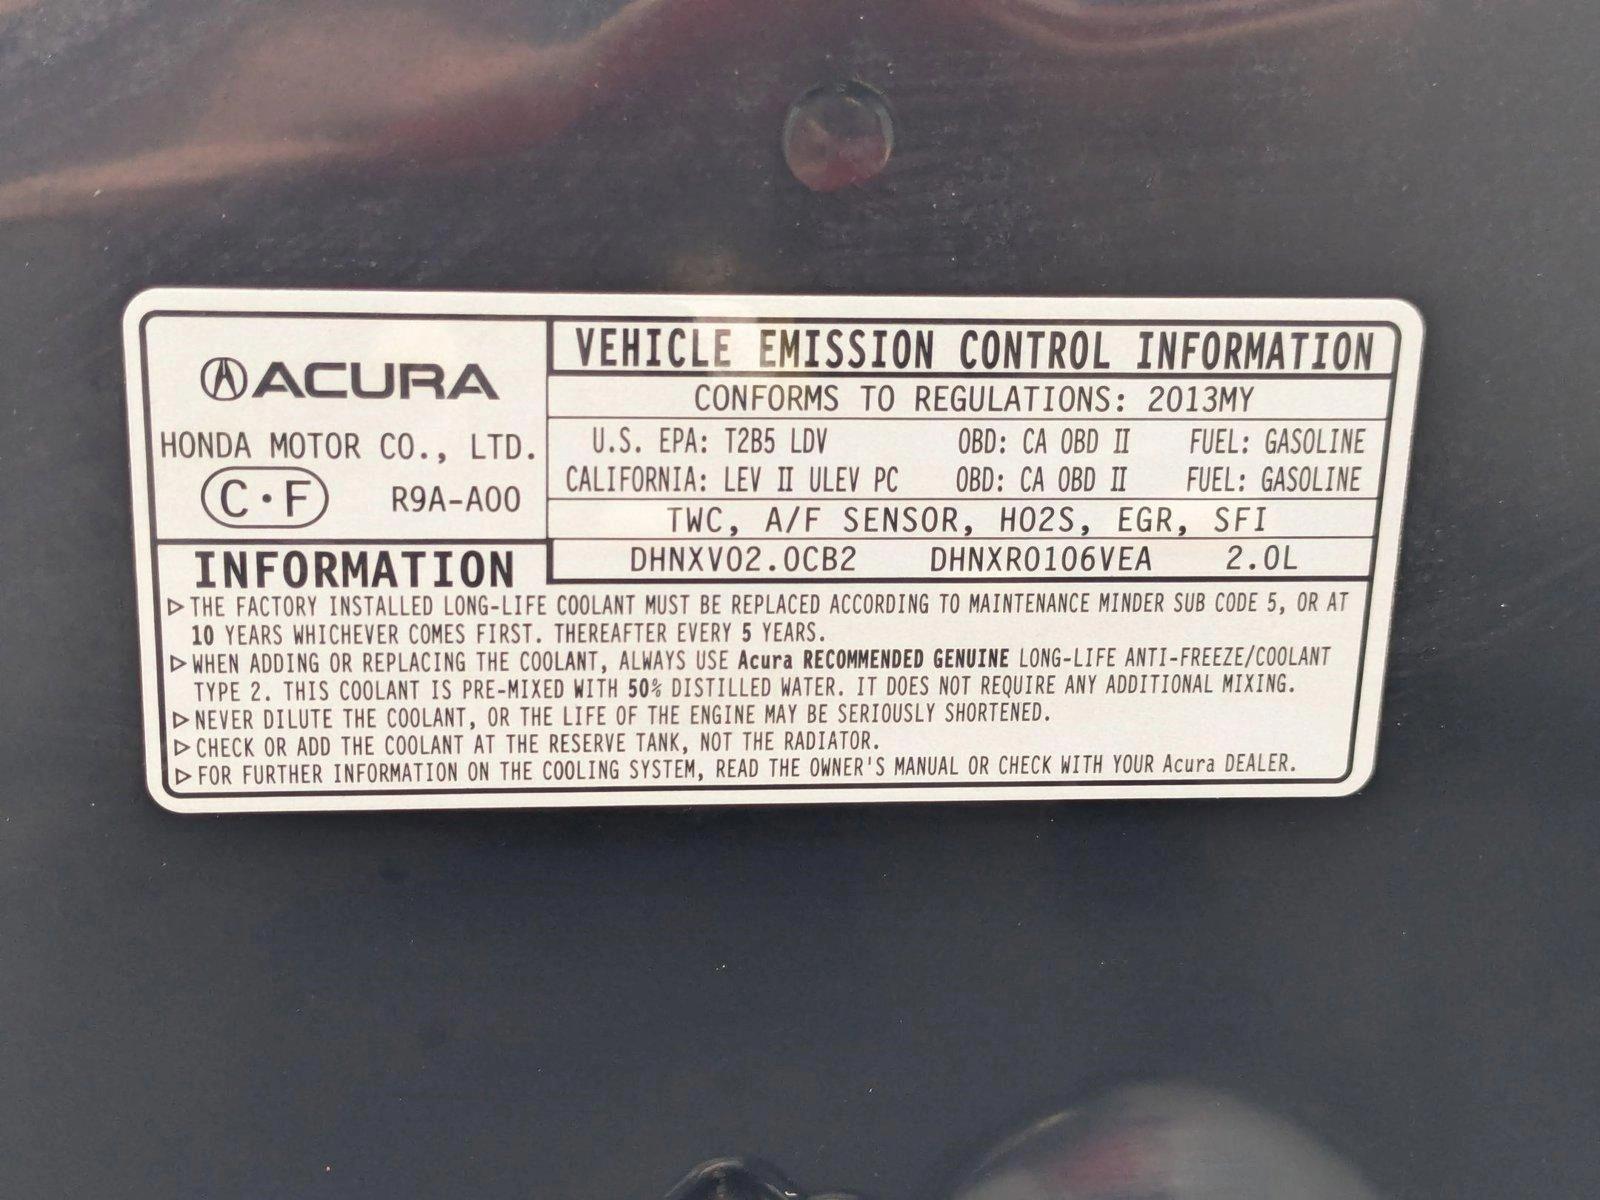 ACURA
HONDA MOTOR CO., LTD.
C·F R9A-A00
VEHICLE EMISSION CONTROL INFORMATION
CONFORMS TO REGULATIONS: 2013MY
U.S. EPA: T2B5 LDV OBD: CA OBD II FUEL: GASOLINE
CALIFORNIA: LEV II ULEV PC OBD: CA OBD II FUEL: GASOLINE
TWC, A/F SENSOR, HO2S, EGR, SFI
DHNXV02.0CB2 DHNXR0106VEA 2.0L
INFORMATION
▷ THE FACTORY INSTALLED LONG-LIFE COOLANT MUST BE REPLACED ACCORDING TO MAINTENANCE MINDER SUB CODE 5, OR AT
10 YEARS WHICHEVER COMES FIRST. THEREAFTER EVERY 5 YEARS.
▷ WHEN ADDING OR REPLACING THE COOLANT, ALWAYS USE Acura RECOMMENDED GENUINE LONG-LIFE ANTI-FREEZE/COOLANT
TYPE 2. THIS COOLANT IS PRE-MIXED WITH 50% DISTILLED WATER. IT DOES NOT REQUIRE ANY ADDITIONAL MIXING.
▷ NEVER DILUTE THE COOLANT, OR THE LIFE OF THE ENGINE MAY BE SERIOUSLY SHORTENED.
▷ CHECK OR ADD THE COOLANT AT THE RESERVE TANK, NOT THE RADIATOR.
▷ FOR FURTHER INFORMATION ON THE COOLING SYSTEM, READ THE OWNER'S MANUAL OR CHECK WITH YOUR Acura DEALER.